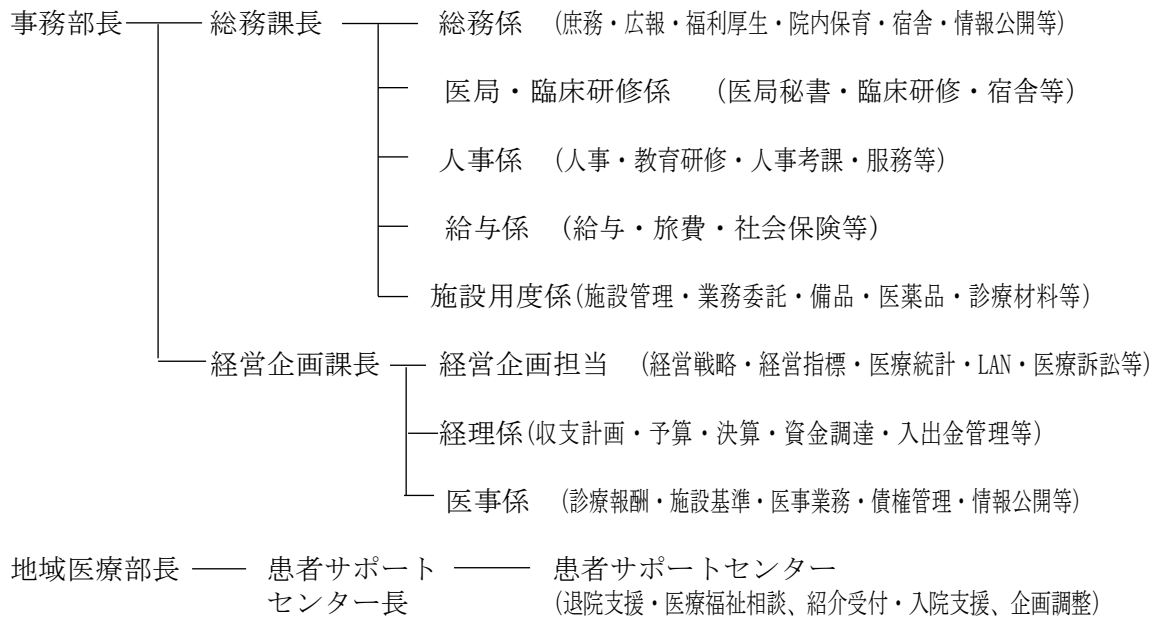 事務部長 総務課長 総務係 （庶務・広報・福利厚生・院内保育・宿舎・情報公開等）
医局・臨床研修係 （医局秘書・臨床研修・宿舎等）
人事係 （人事・教育研修・人事考課・服務等）
給与係 （給与・旅費・社会保険等）
施設用度係(施設管理・業務委託・備品・医薬品・診療材料等)
経営企画課長 経営企画担当 （経営戦略・経営指標・医療統計・LAN・医療訴訟等）
経理係(収支計画・予算・決算・資金調達・入出金管理等)
医事係 （診療報酬・施設基準・医事業務・債権管理・情報公開等）
地域医療部長 患者サポート 患者サポートセンター
センター長 （退院支援・医療福祉相談、紹介受付・入院支援、企画調整）